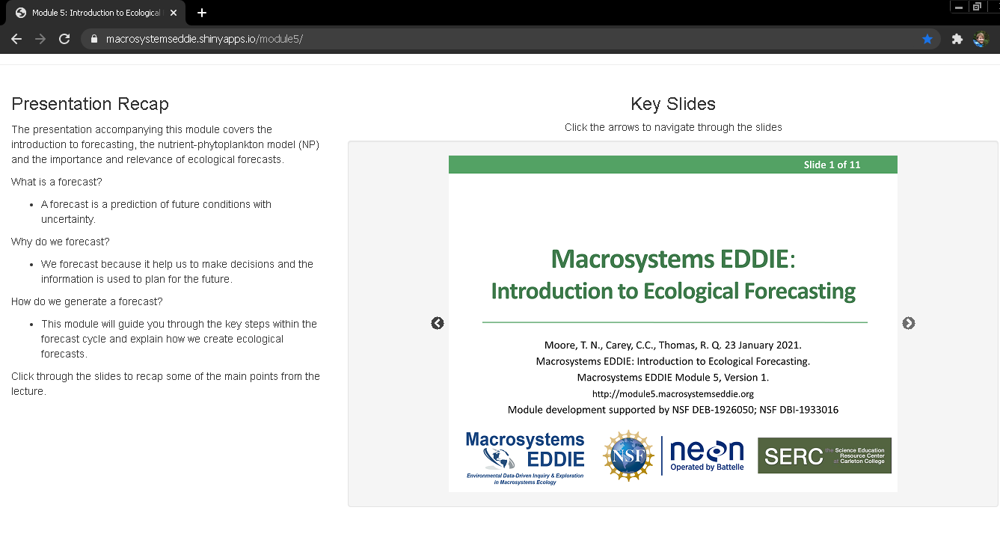 Module 5: Introduction to Ecological
macrosystemseddie.shinyapps.io/module5/
Presentation Recap
The presentation accompanying this module covers the
introduction to forecasting, the nutrient-phytoplankton model (NP)
and the importance and relevance of ecological forecasts.
What is a forecast?
• A forecast is a prediction of future conditions with
uncertainty.
Why do we forecast?
• We forecast because it help us to make decisions and the
information is used to plan for the future.
How do we generate a forecast?
• This module will guide you through the key steps within the
forecast cycle and explain how we create ecological
forecasts.
Click through the slides to recap some of the main points from the
lecture.
Key Slides
Click the arrows to navigate through the slides
Slide 1 of 11
Macrosystems EDDIE:
Introduction to Ecological Forecasting
Moore, T. N., Carey, C.C., Thomas, R. Q. 23 January 2021.
Macrosystems EDDIE: Introduction to Ecological Forecasting.
Macrosystems EDDIE Module 5, Version 1.
http://module5.macrosystemseddie.org
Module development supported by NSF DEB-1926050; NSF DBI-1933016
Macrosystems
EDDIE
Environmental Data-Driven Inquiry & Exploration
in Macrosystems Ecology
NSF
neon
Operated by Battelle
SERC
the Science Education
Resource Center
at Carleton College